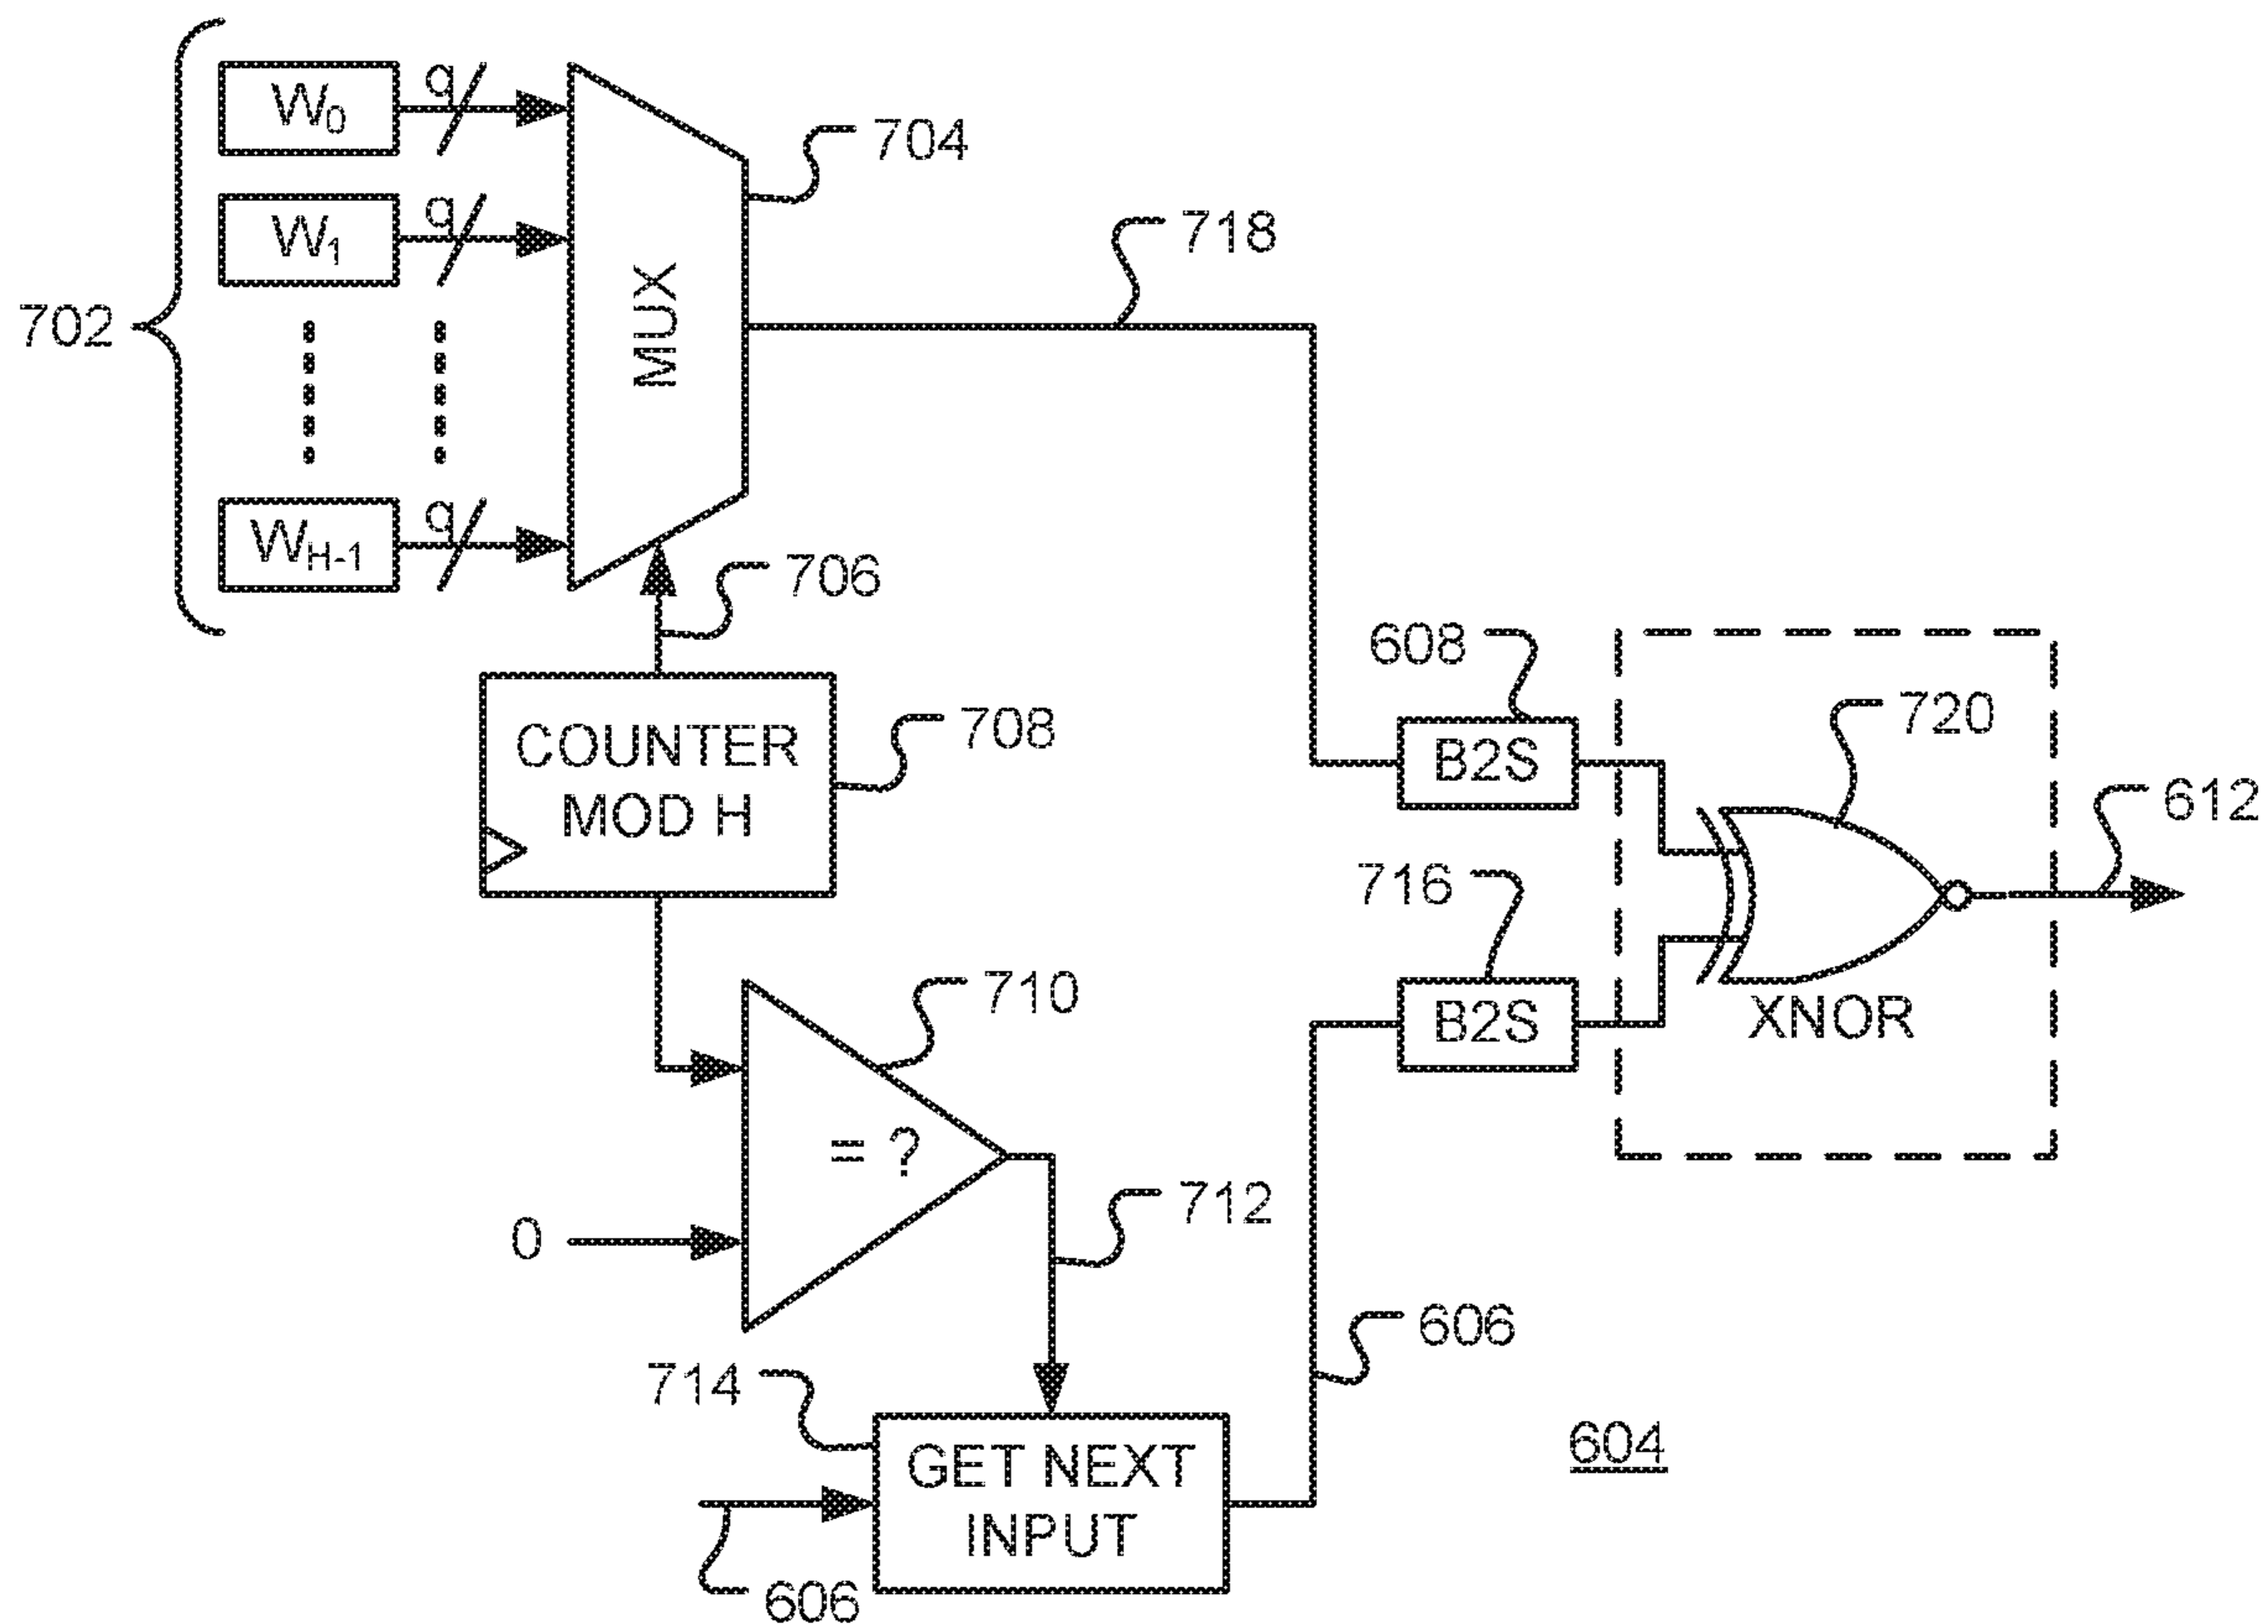 W0
q
704
W1
q
718
702
MUX
WH-1
q
706
608
720
COUNTER
MOD H
708
B2S
612
716
710
B2S
XNOR
= ?
0
712
606
714
GET NEXT
INPUT
604
606